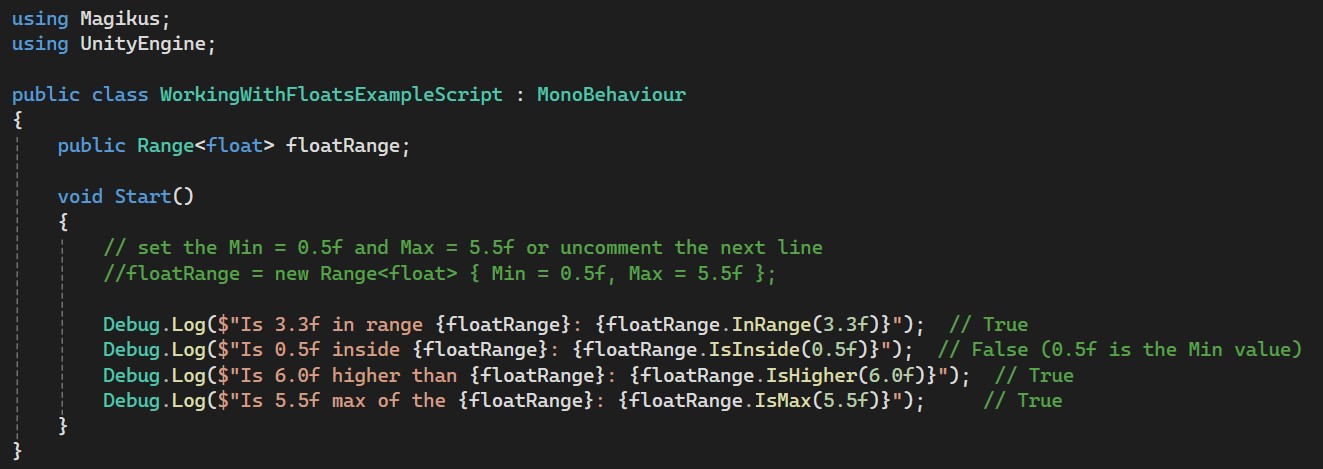 using Magikus;
using UnityEngine;

public class WorkingWithFloatsExampleScript : MonoBehaviour
{
    public Range<float> floatRange;

    void Start()
    {
        // set the Min = 0.5f and Max = 5.5f or uncomment the next line
        //floatRange = new Range<float> { Min = 0.5f, Max = 5.5f };

        Debug.Log($"Is 3.3f in range {floatRange}: {floatRange.InRange(3.3f)}");  // True
        Debug.Log($"Is 0.5f inside {floatRange}: {floatRange.IsInside(0.5f)}");  // False (0.5f is the Min value)
        Debug.Log($"Is 6.0f higher than {floatRange}: {floatRange.IsHigher(6.0f)}");  // True
        Debug.Log($"Is 5.5f max of the {floatRange}: {floatRange.IsMax(5.5f)}");     // True
    }
}